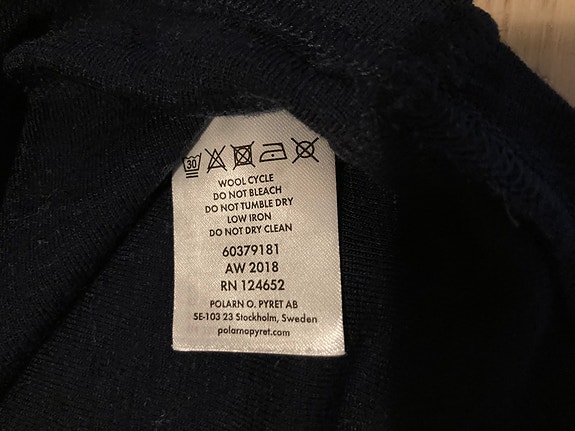 30
WOOL CYCLE
DO NOT BLEACH
DO NOT TUMBLE DRY
LOW IRON
DO NOT DRY CLEAN
60379181
AW 2018
RN 124652
POLARN O. PYRET AB
SE-103 23 Stockholm, Sweden
polarnopyret.com